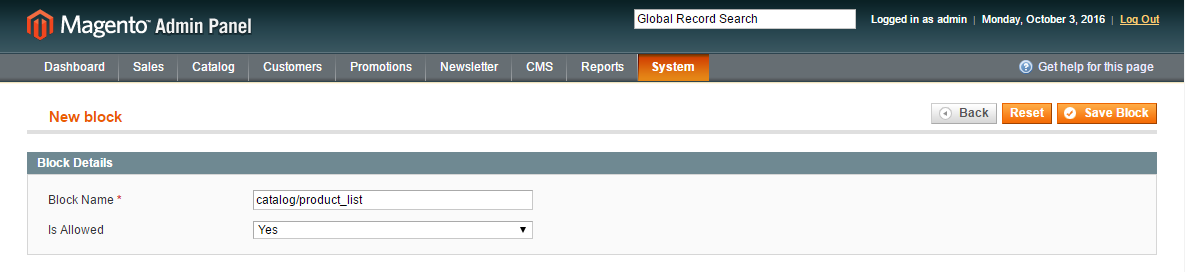 Magento™ Admin Panel
Global Record Search
Logged in as admin | Monday, October 3, 2016 | Log Out
Dashboard Sales Catalog Customers Promotions Newsletter CMS Reports System Get help for this page
New block
Back Reset Save Block
Block Details
Block Name *
catalog/product_list
Is Allowed
Yes